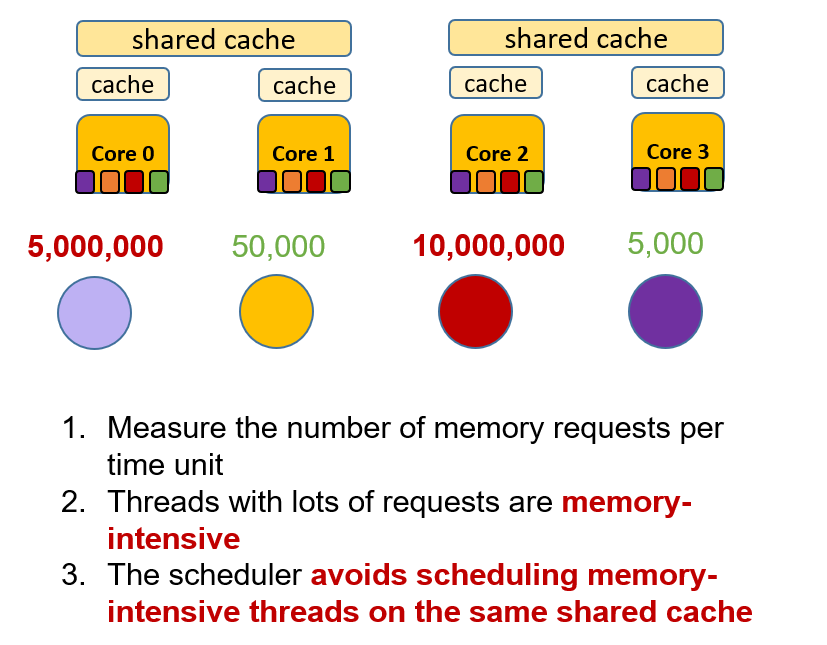 shared cache shared cache
cache cache cache cache
Core 0 Core 1 Core 2 Core 3
5,000,000 50,000 10,000,000 5,000
1. Measure the number of memory requests per
time unit
2. Threads with lots of requests are memory-
intensive
3. The scheduler avoids scheduling memory-
intensive threads on the same shared cache